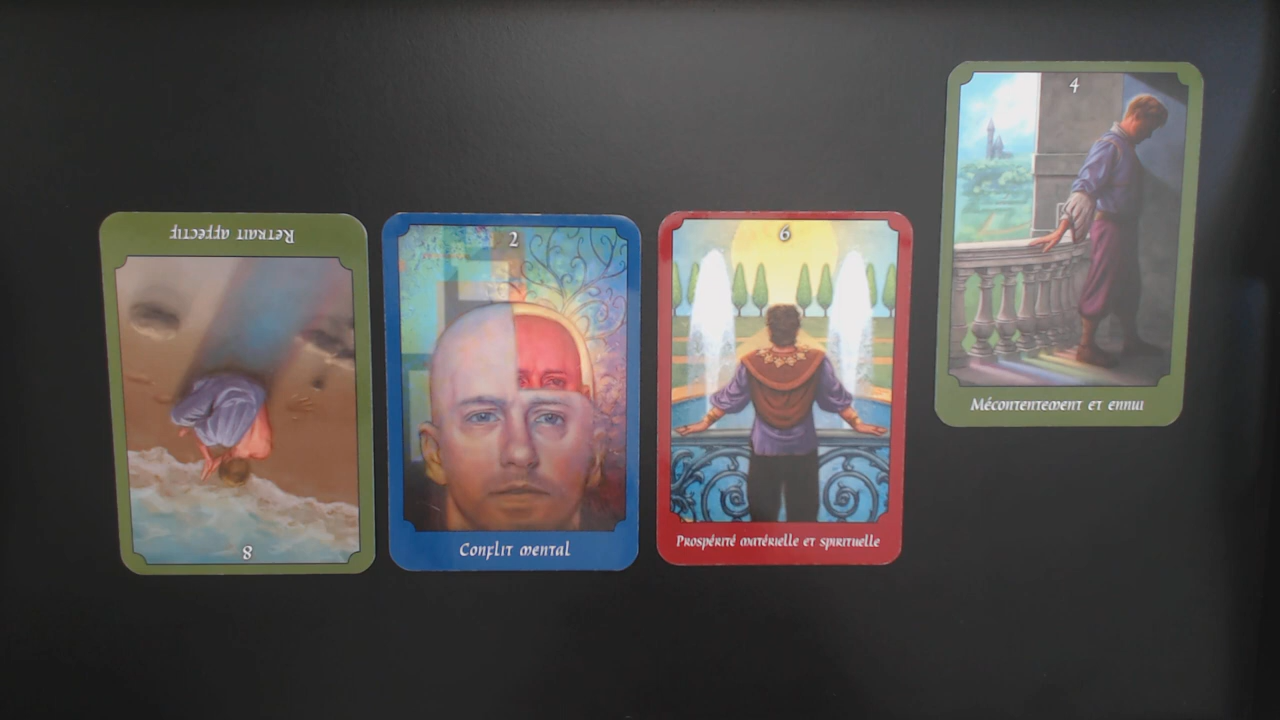 Retrait affectif
8
2
Conflit mental
6
Prospérité matérielle et spirituelle
4
Mécontentement et ennui